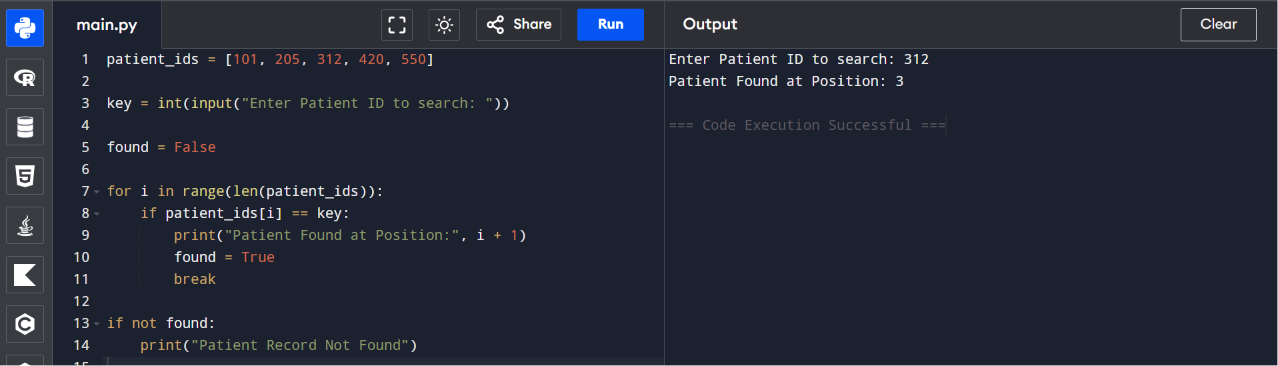 main.py
Share
Run
Output
Clear
1 patient_ids = [101, 205, 312, 420, 550]
2
3 key = int(input("Enter Patient ID to search: "))
4
5 found = False
6
7 for i in range(len(patient_ids)):
8     if patient_ids[i] == key:
9         print("Patient Found at Position:", i + 1)
10         found = True
11         break
12
13 if not found:
14     print("Patient Record Not Found")
15
Enter Patient ID to search: 312
Patient Found at Position: 3
=== Code Execution Successful ===